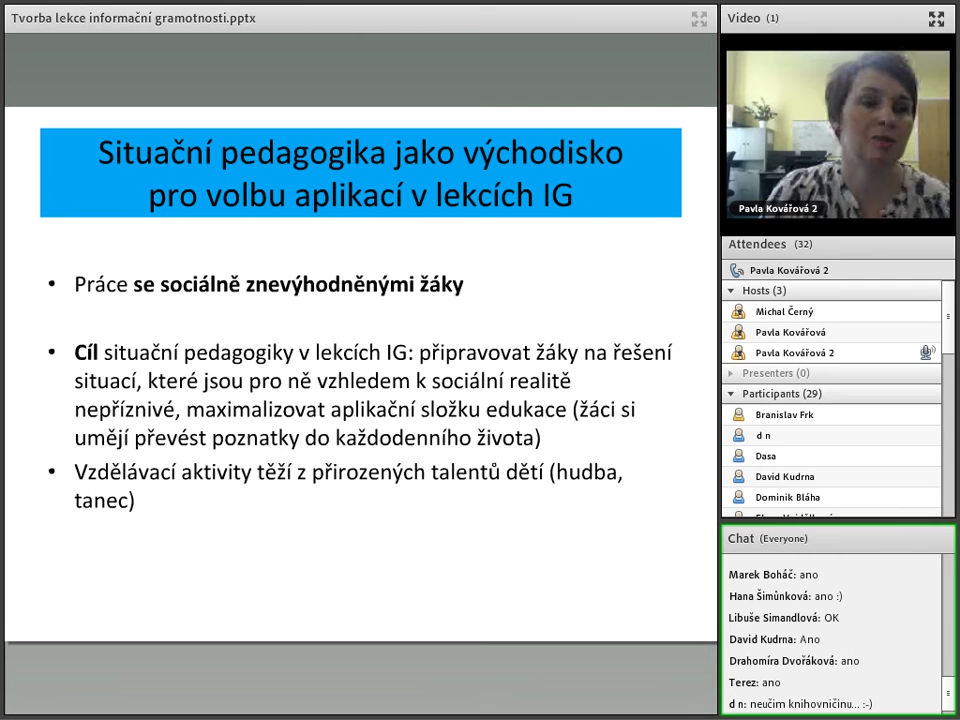 Tvorba lekce informační gramotnosti.pptx
Situační pedagogika jako východisko
pro volbu aplikací v lekcích IG
• Práce se sociálně znevýhodněnými žáky
• Cíl situační pedagogiky v lekcích IG: připravovat žáky na řešení
situací, které jsou pro ně vzhledem k sociální realitě
nepříznivé, maximalizovat aplikační složku edukace (žáci si
umějí převést poznatky do každodenního života)
• Vzdělávací aktivity těží z přirozených talentů dětí (hudba,
tanec)
Video (1)
Pavla Kovářová 2
Attendees (32)
Pavla Kovářová 2
Hosts (3)
Michal Černý
Pavla Kovářová
Pavla Kovářová 2
Presenters (0)
Participants (29)
Branislav Frk
d n
Dasa
David Kudrna
Dominik Bláha
Chat (Everyone)
Marek Boháč: ano
Hana Šimůnková: ano :)
Libuše Simandlová: OK
David Kudrna: Ano
Drahomíra Dvořáková: ano
Terez: ano
d n: neučim knihovničinu... :-)